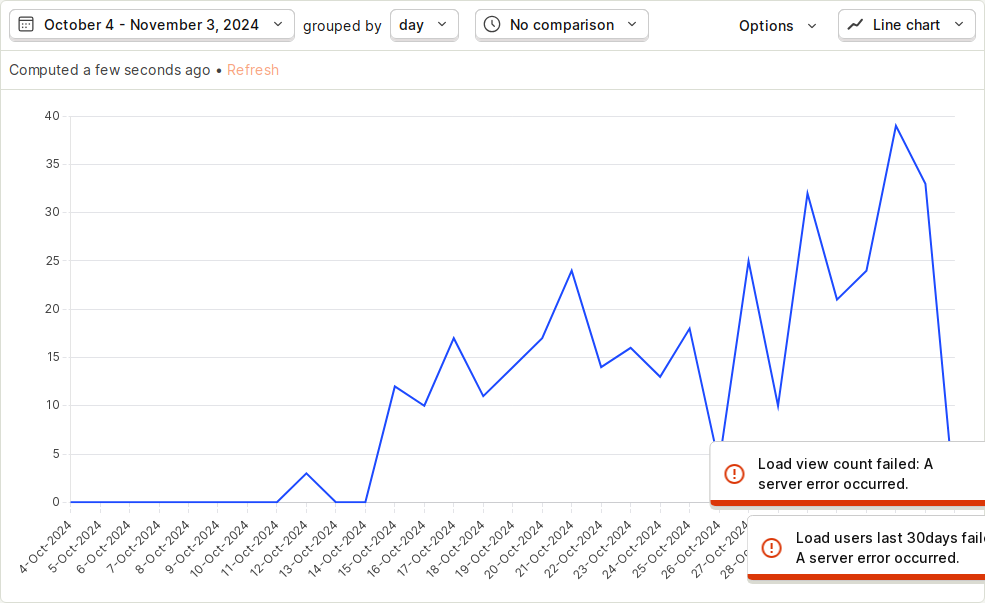 October 4 - November 3, 2024 grouped by day No comparison Options Line chart
Computed a few seconds ago • Refresh
40
35
30
25
20
15
10
5
0
Load view count failed: A
server error occurred.
4-Oct-2024
5-Oct-2024
6-Oct-2024
7-Oct-2024
8-Oct-2024
9-Oct-2024
10-Oct-2024
11-Oct-2024
12-Oct-2024
13-Oct-2024
14-Oct-2024
15-Oct-2024
16-Oct-2024
17-Oct-2024
18-Oct-2024
19-Oct-2024
20-Oct-2024
21-Oct-2024
22-Oct-2024
23-Oct-2024
24-Oct-2024
25-Oct-2024
26-Oct-2024
27-Oct-2024
28-
Load users last 30days
A server error occurred.